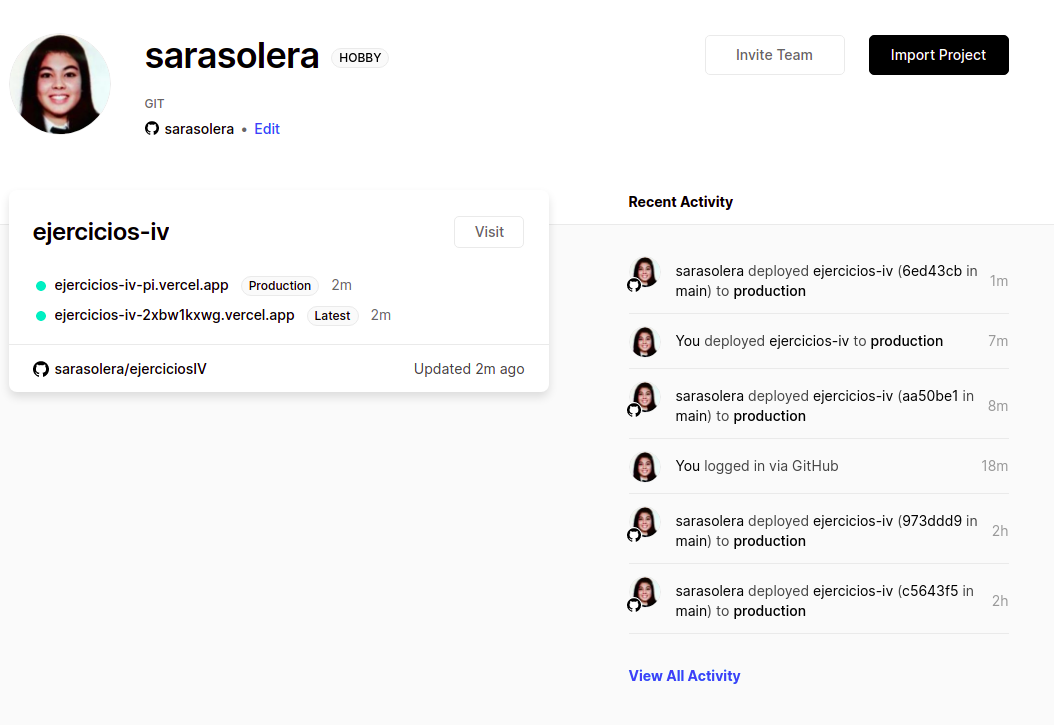 sarasolera HOBBY
Invite Team
Import Project
GIT
sarasolera • Edit
ejercicios-iv
Visit
ejercicios-iv-pi.vercel.app Production 2m
ejercicios-iv-2xbw1kxwg.vercel.app Latest 2m
sarasolera/ejerciciosIV
Updated 2m ago
Recent Activity
sarasolera deployed ejercicios-iv (6ed43cb in
main) to production
1m
You deployed ejercicios-iv to production
7m
sarasolera deployed ejercicios-iv (aa50be1 in
main) to production
8m
You logged in via GitHub
18m
sarasolera deployed ejercicios-iv (973ddd9 in
main) to production
2h
sarasolera deployed ejercicios-iv (c5643f5 in
main) to production
2h
View All Activity